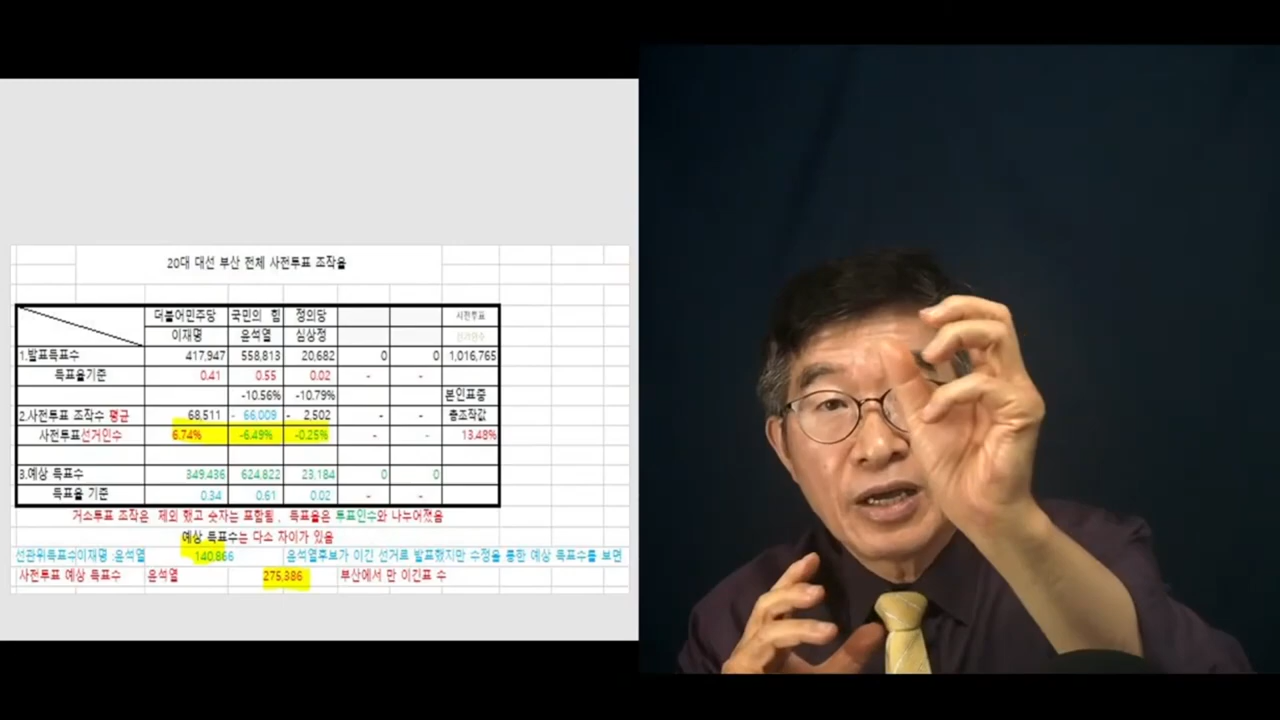 20대 대선 부산 전체 사전투표 조작율
더불어민주당 국민의 힘 정의당 사전투표
이재명 윤석열 심상정 선거인수
1.발표득표수 417,947 558,813 20,682 0 0 1,016,765
득표율기준 0.41 0.55 0.02 - -
-10.56% -10.79% 본인표중
2.사전투표 조작수 평균 68,511 - 66,009 - 2,502 총조작값
사전투표선거인수 6.74% -6.49% -0.25% - - 13.48%
3.예상 득표수 349,436 624,822 23,184 0 0
득표율 기준 0.34 0.61 0.02 - -
거소투표 조작은 제외 했고 숫자는 포함됨, 득표율은 투표인수와 나누어졌음
예상 득표수는 다소 차이가 있음
선관위득표수이재명 :윤석열 140,866 윤석열후보가 이긴 선거로 발표했지만 수정을 통한 예상 득표수를 보면
사전투표 예상 득표수 윤석열 275,386 부산에서 만 이긴표 수